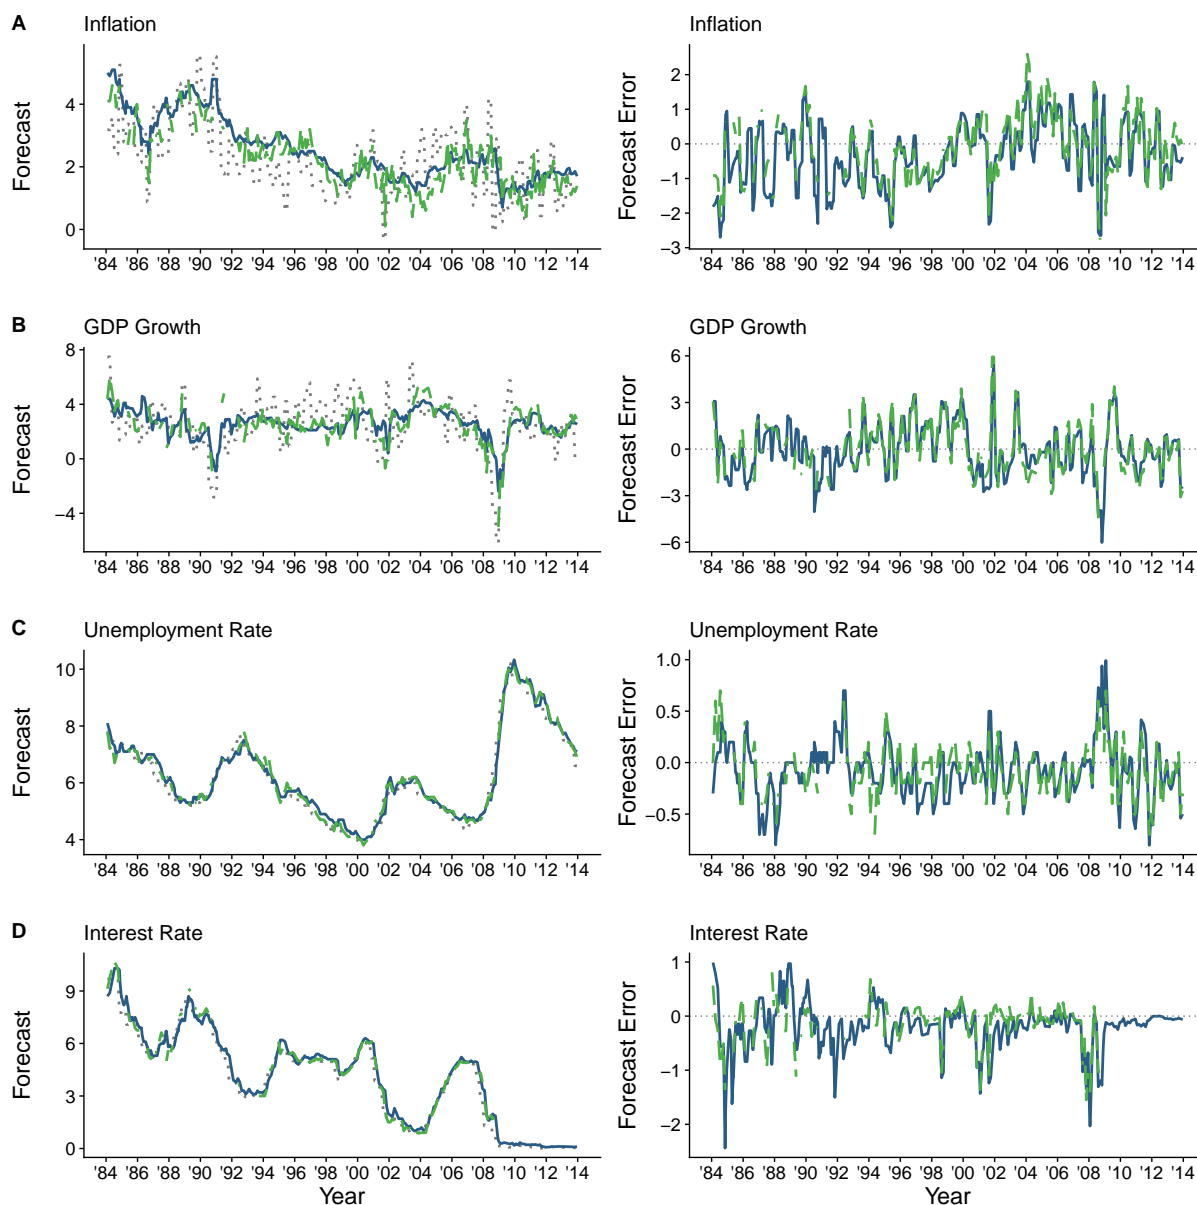 A
Inflation
Inflation
Forecast
4
2
0
'84 '86 '88 '90 '92 '94 '96 '98 '00 '02 '04 '06 '08 '10 '12 '14
Forecast Error
2
1
0
−1
−2
−3
'84 '86 '88 '90 '92 '94 '96 '98 '00 '02 '04 '06 '08 '10 '12 '14
B
GDP Growth
GDP Growth
Forecast
8
4
0
−4
'84 '86 '88 '90 '92 '94 '96 '98 '00 '02 '04 '06 '08 '10 '12 '14
Forecast Error
6
3
0
−3
−6
'84 '86 '88 '90 '92 '94 '96 '98 '00 '02 '04 '06 '08 '10 '12 '14
C
Unemployment Rate
Unemployment Rate
Forecast
10
8
6
4
'84 '86 '88 '90 '92 '94 '96 '98 '00 '02 '04 '06 '08 '10 '12 '14
Forecast Error
1.0
0.5
0.0
−0.5
'84 '86 '88 '90 '92 '94 '96 '98 '00 '02 '04 '06 '08 '10 '12 '14
D
Interest Rate
Interest Rate
Forecast
9
6
3
0
'84 '86 '88 '90 '92 '94 '96 '98 '00 '02 '04 '06 '08 '10 '12 '14
Year
Forecast Error
1
0
−1
−2
'84 '86 '88 '90 '92 '94 '96 '98 '00 '02 '04 '06 '08 '10 '12 '14
Year